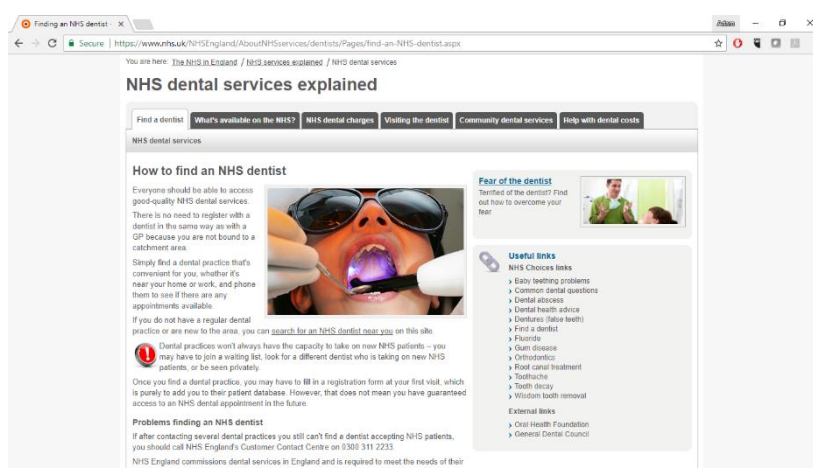 Finding an NHS dentist -
Secure | https://www.nhs.uk/NHSEngland/AboutNHSservices/dentists/Pages/find-an-NHS-dentist.aspx
You are here: The NHS in England / NHS services explained / NHS dental services
NHS dental services explained
Find a dentist What's available on the NHS? NHS dental charges Visiting the dentist Community dental services Help with dental costs
NHS dental services
How to find an NHS dentist
Everyone should be able to access
good-quality NHS dental services.
There is no need to register with a
dentist in the same way as with a
GP because you are not bound to a
catchment area.
Simply find a dental practice that's
convenient for you, whether it's
near your home or work, and phone
them to see if there are any
appointments available.
If you do not have a regular dental
practice or are new to the area, you can search for an NHS dentist near you on this site
Dental practices won't always have the capacity to take on new NHS patients – you
may have to join a waiting list, look for a different dentist who is taking on new NHS
patients, or be seen privately.
Once you find a dental practice, you may have to fill in a registration form at your first visit, which
is purely to add you to their patient database. However, that does not mean you have guaranteed
access to an NHS dental appointment in the future.
Problems finding an NHS dentist
If after contacting several dental practices you still can't find a dentist accepting NHS patients,
you should call NHS England's Customer Contact Centre on 0300 311 2233.
NHS England commissions dental services in England and is required to meet the needs of their
Fear of the dentist
Terrified of the dentist? Find
out how to overcome your
fear
Useful links
NHS Choices links
Baby teething problems
Common dental questions
Dental abscess
Dental health advice
Dentures (false teeth)
Find a dentist
Fluoride
Gum disease
Orthodontics
Root canal treatment
Toothache
Tooth decay
Wisdom tooth removal
External links
Oral Health Foundation
General Dental Council